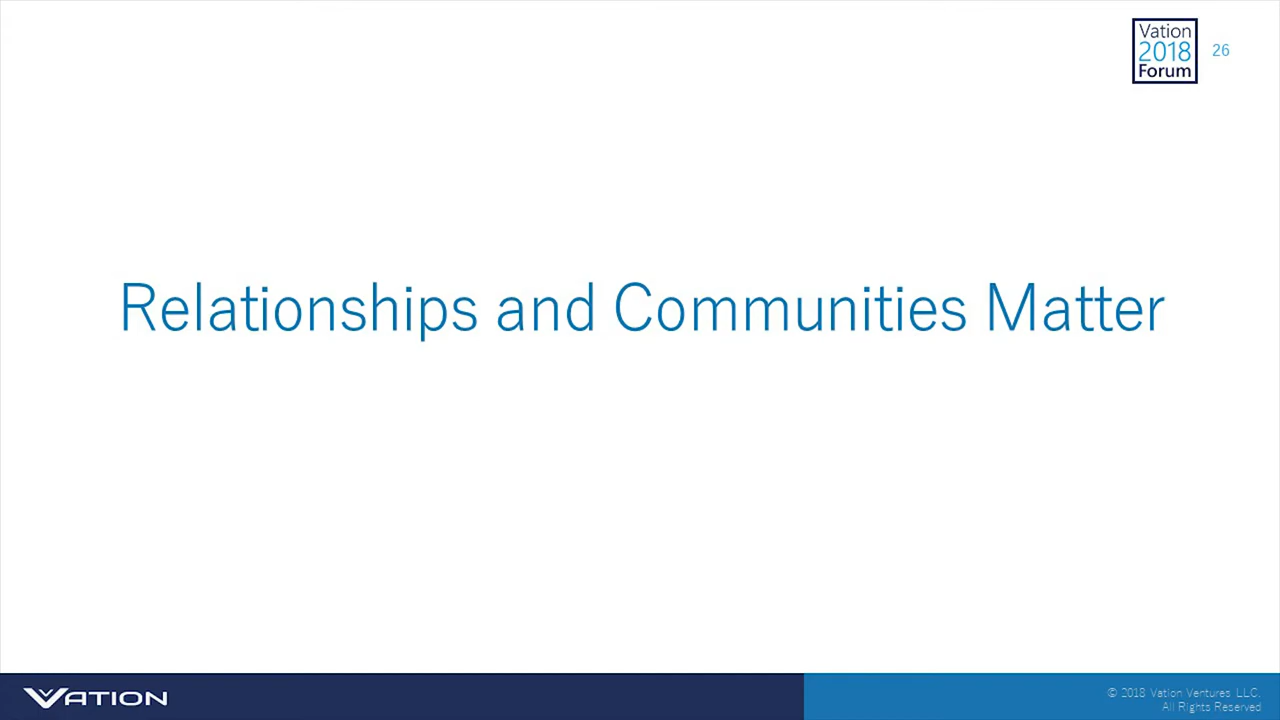 Vation
2018
Forum
26
Relationships and Communities Matter
VATION
© 2018 Vation Ventures LLC.
All Rights Reserved